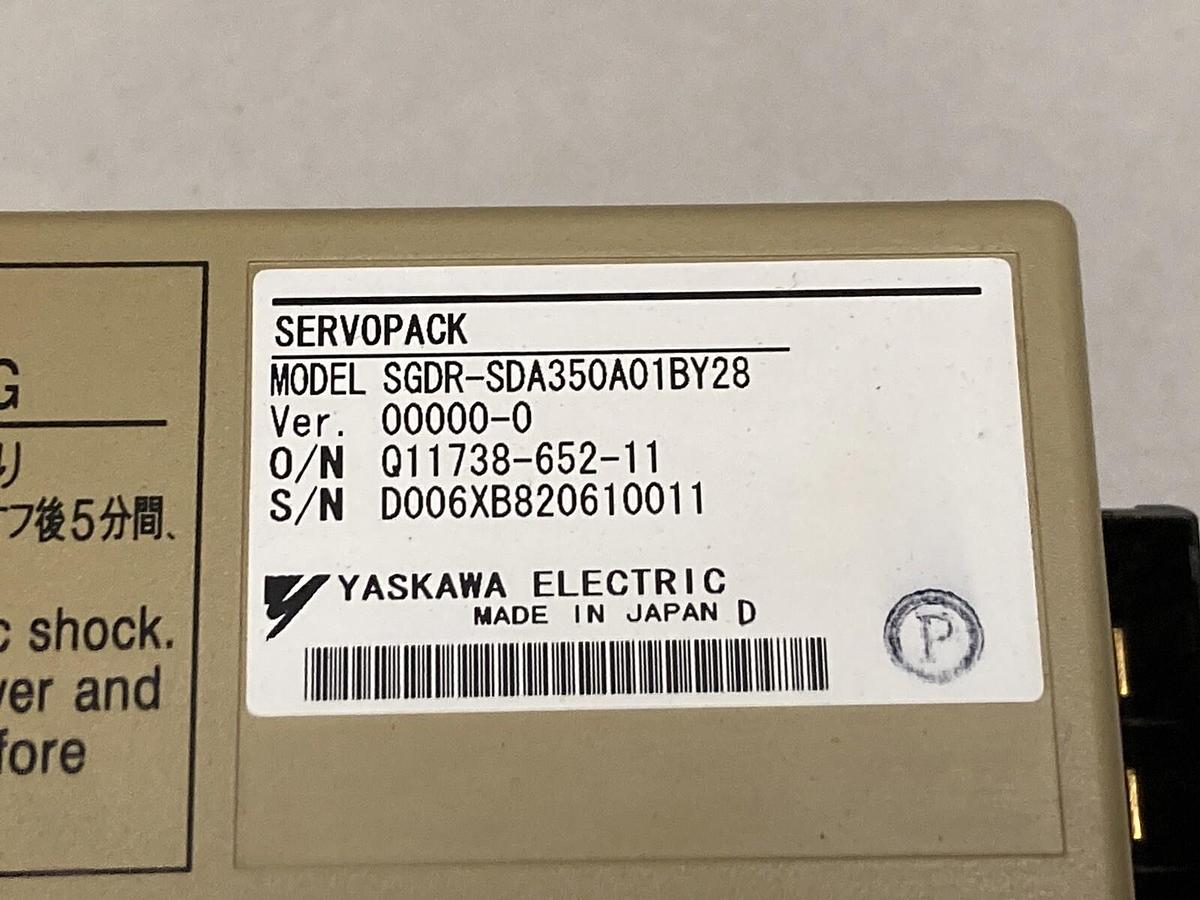 G
り
オフ後5分間、
c shock.
ver and
fore
SERVOPACK
MODEL SGDR-SDA350A01BY28
Ver. 00000-0
O/N Q11738-652-11
S/N D006XB820610011
YASKAWA ELECTRIC
MADE IN JAPAN D
P